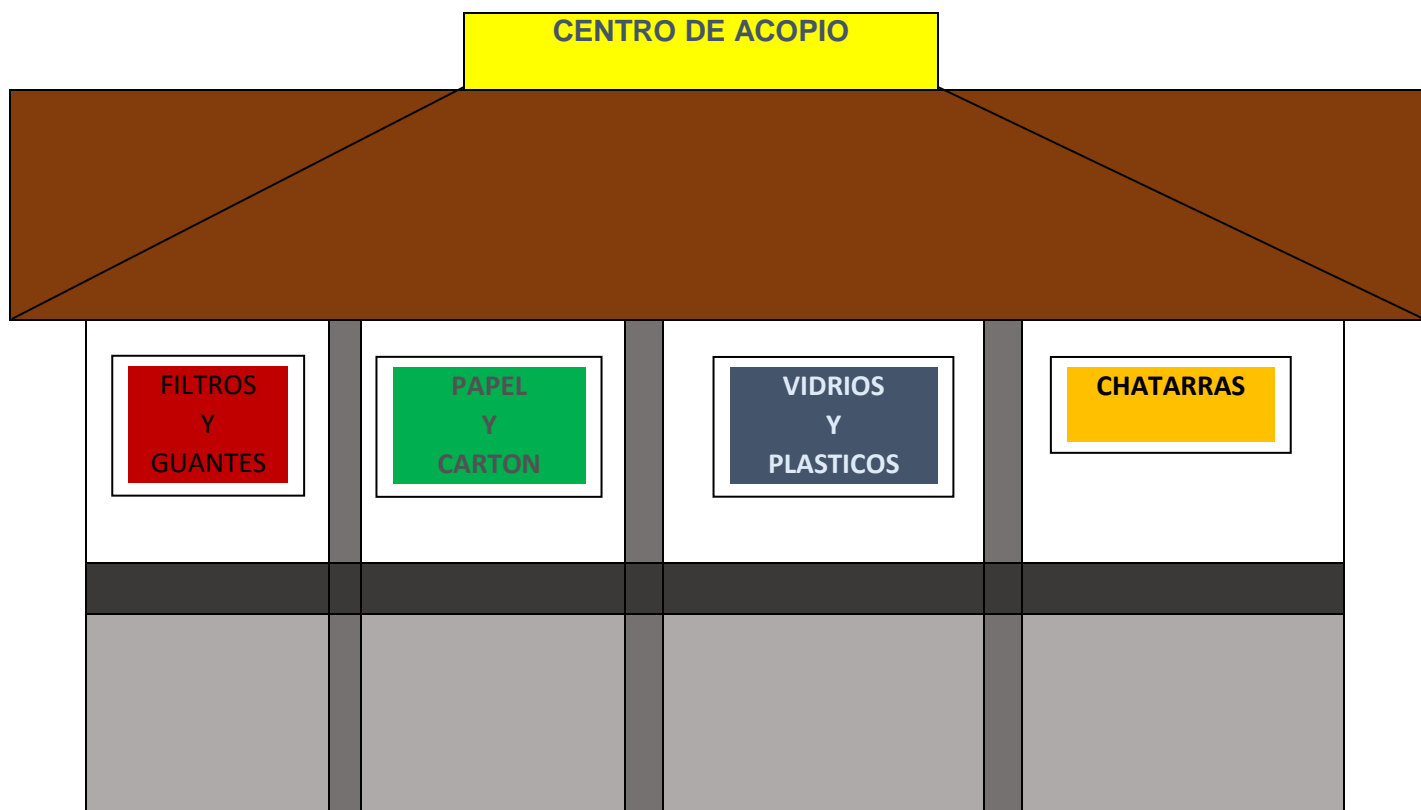 CENTRO DE ACOPIO
FILTROS
Y
GUANTES
PAPEL
Y
CARTON
VIDRIOS
Y
PLASTICOS
CHATARRAS